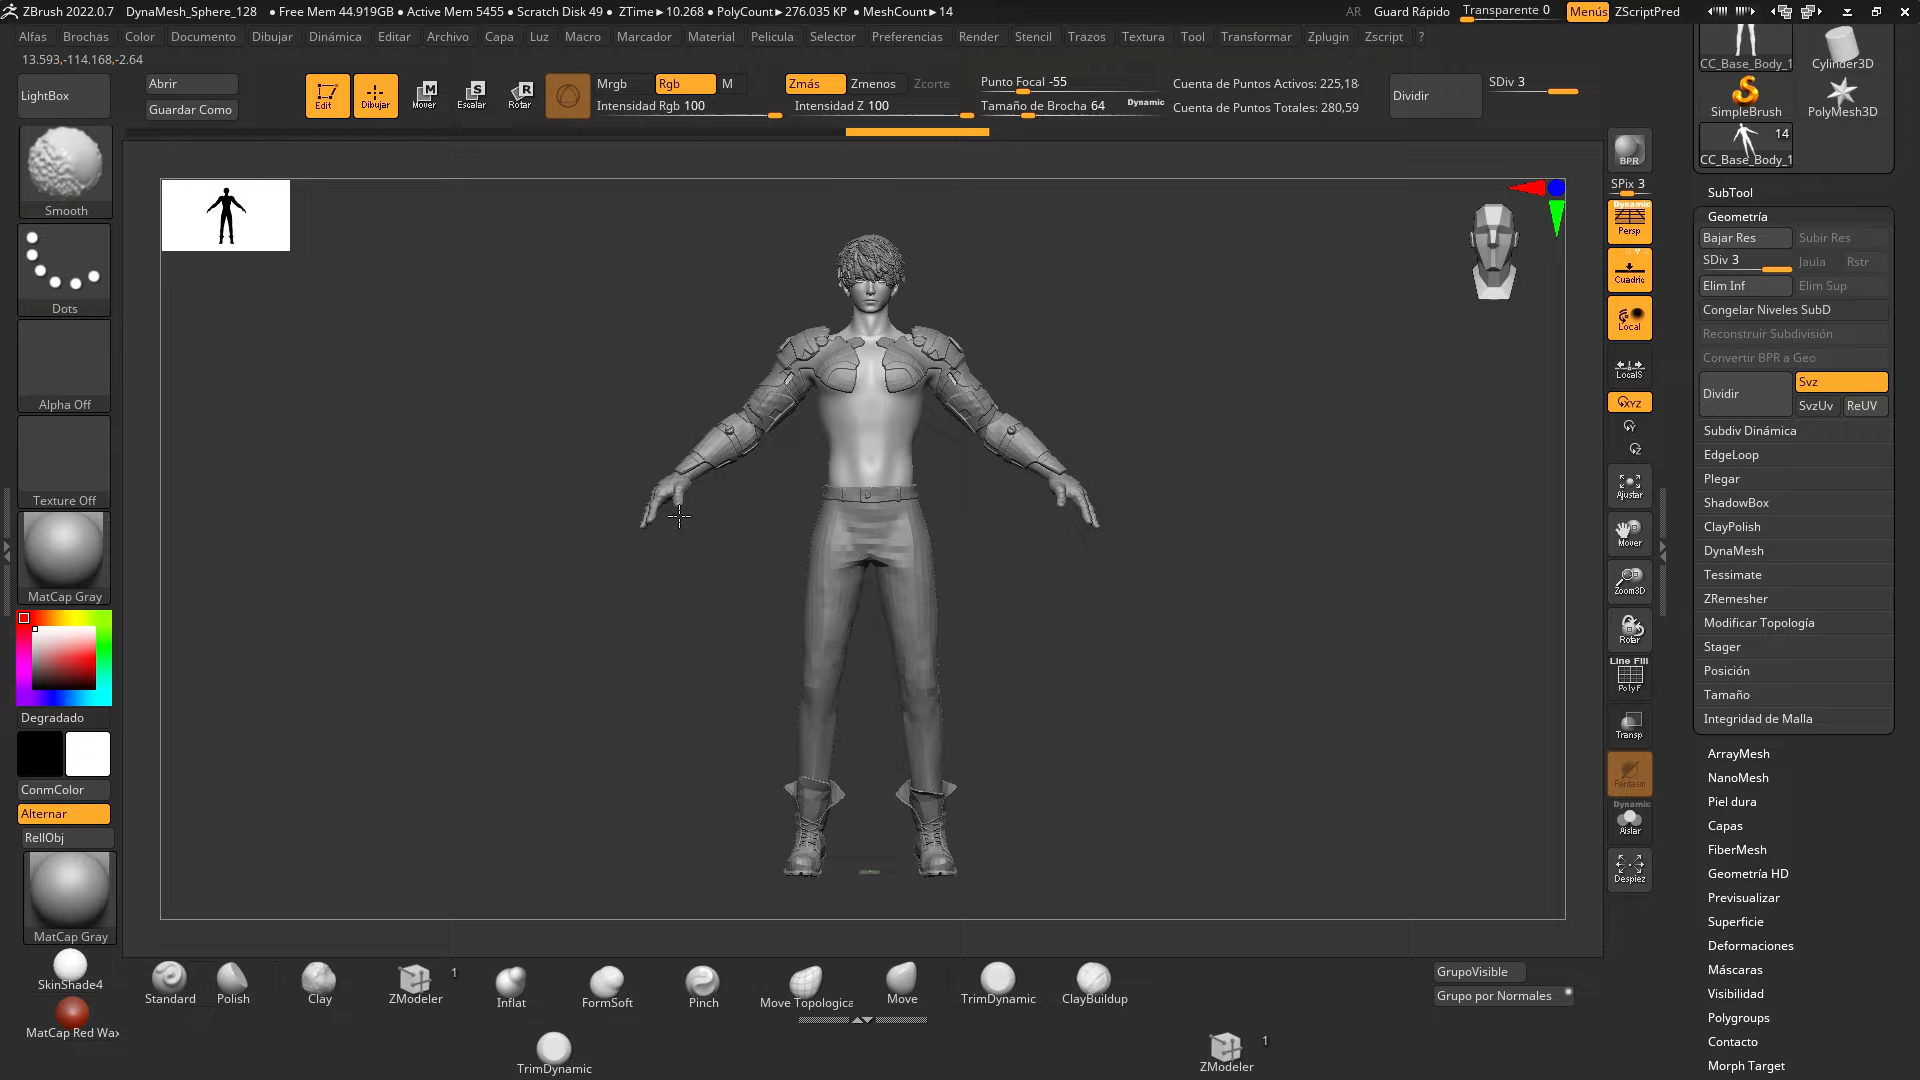 ZBrush 2022.0.7 DynaMesh_Sphere_128 • Free Mem 44.919GB • Active Mem 5455 • Scratch Disk 49 • ZTime►10.268 • PolyCount►276.035 KP • MeshCount►14 AR Guard Rápido Transparente 0 Menús ZScriptPred
Alfas Brochas Color Documento Dibujar Dinámica Editar Archivo Capa Luz Macro Marcador Material Pelicula Selector Preferencias Render Stencil Trazos Textura Tool Transformar Zplugin Zscript ?
13.593,-114.168,-2.64
LightBox
Abrir
Guardar Como
Edit
Dibujar
Mover
Escalar
Rotar
Mrgb Rgb M
Intensidad Rgb 100
Zmás Zmenos Zcorte
Intensidad Z 100
Punto Focal -55
Tamaño de Brocha 64 Dynamic
Cuenta de Puntos Activos: 225,18
Cuenta de Puntos Totales: 280,59
Dividir
SDiv 3
Smooth
Dots
Alpha Off
Texture Off
MatCap Gray
Degradado
ConmColor
Alternar
RellObj
MatCap Gray
SkinShade4
MatCap Red Wax
Standard
Polish
Clay
ZModeler 1
Inflat
FormSoft
Pinch
Move Topologica
Move
TrimDynamic
ClayBuildup
TrimDynamic
ZModeler 1
GrupoVisible
Grupo por Normales
BPR
SPix 3
Dynamic
Persp
Cuadric
Local
LocalS
XYZ
Y
Z
Ajustar
Mover
Zoom3D
Rotar
Line Fill
PolyF
Transp
Fantasm
Dynamic
Aislar
Despiez
CC_Base_Body_1
Cylinder3D
SimpleBrush
PolyMesh3D
14
CC_Base_Body_1
SubTool
Geometría
Bajar Res Subir Res
SDiv 3 Jaula Rstr
Elim Inf Elim Sup
Congelar Niveles SubD
Reconstruir Subdivisión
Convertir BPR a Geo
Dividir Svz
SvzUv ReUV
Subdiv Dinámica
EdgeLoop
Plegar
ShadowBox
ClayPolish
DynaMesh
Tessimate
ZRemesher
Modificar Topología
Stager
Posición
Tamaño
Integridad de Malla
ArrayMesh
NanoMesh
Piel dura
Capas
FiberMesh
Geometría HD
Previsualizar
Superficie
Deformaciones
Máscaras
Visibilidad
Polygroups
Contacto
Morph Target